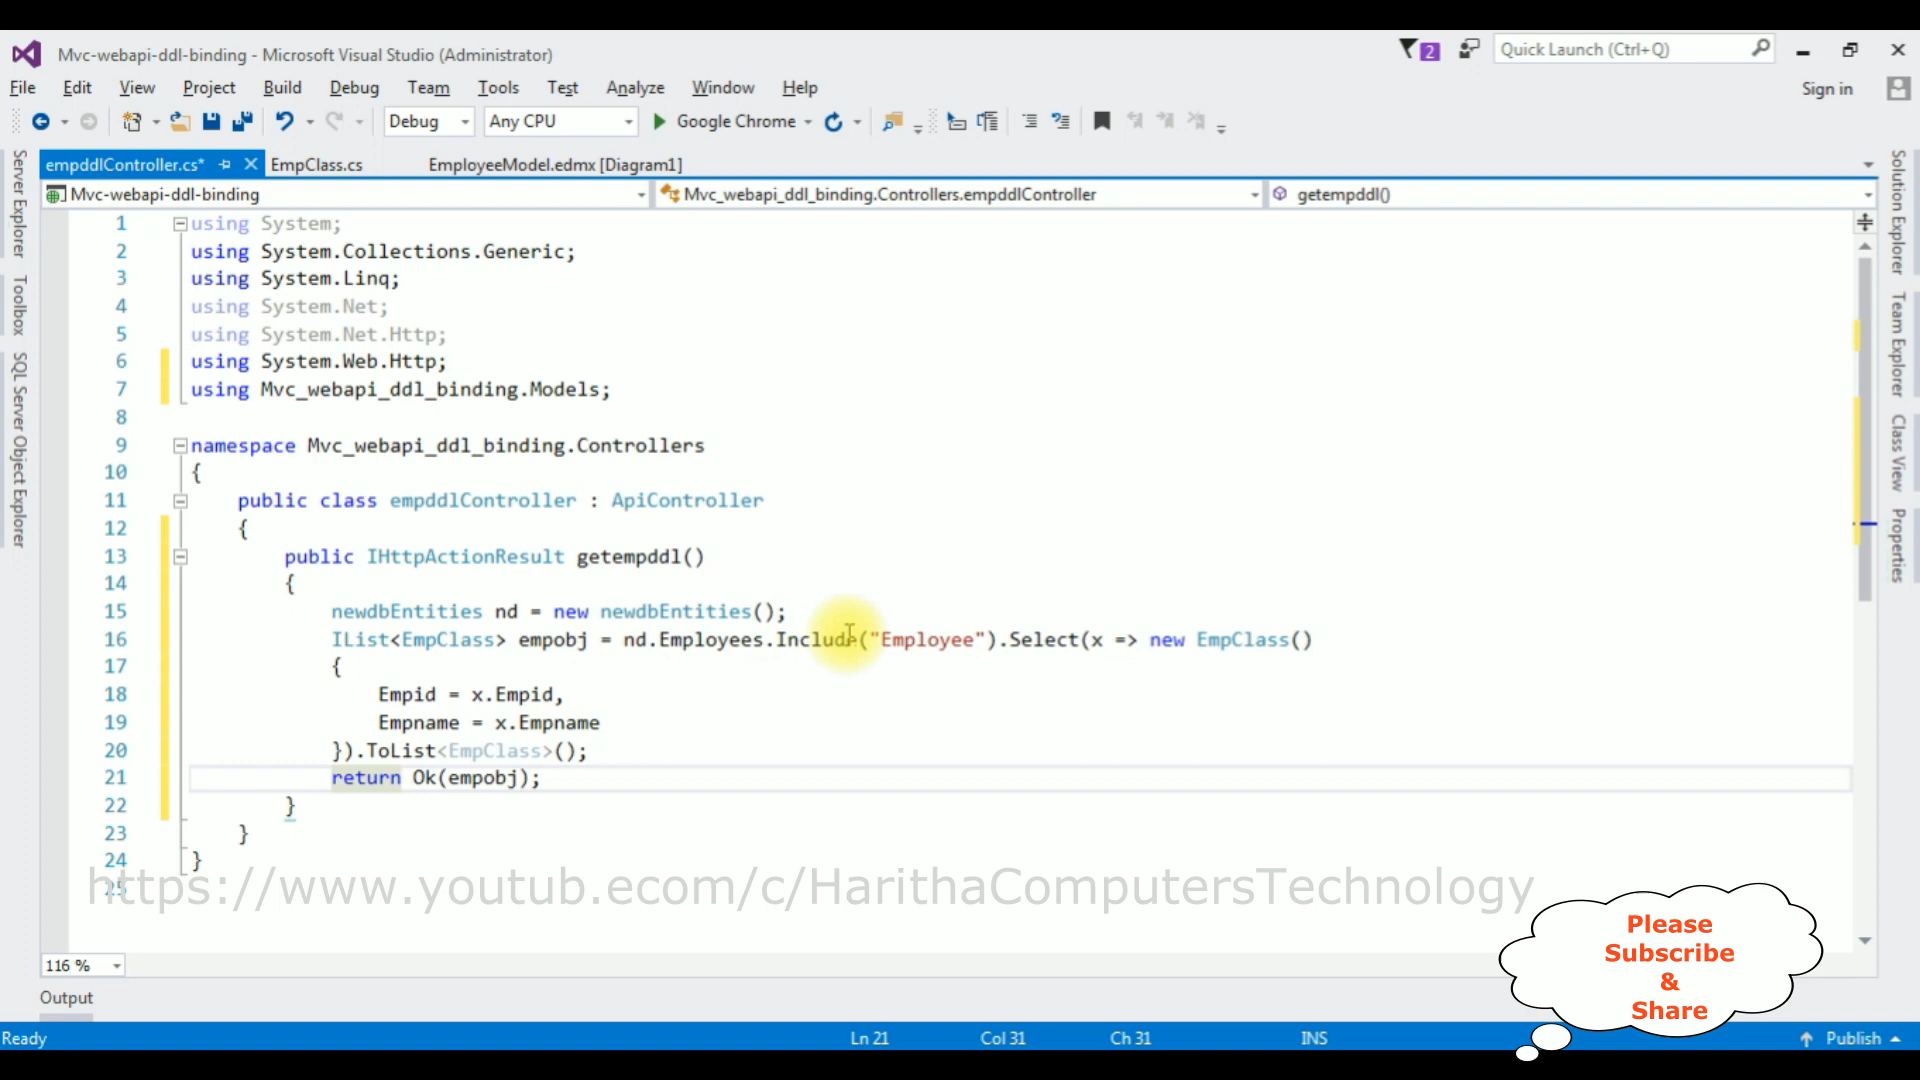 Mvc-webapi-ddl-binding - Microsoft Visual Studio (Administrator)
2
Quick Launch (Ctrl+Q)
File Edit View Project Build Debug Team Tools Test Analyze Window Help
Sign in
Debug Any CPU Google Chrome
empddlController.cs* EmpClass.cs EmployeeModel.edmx [Diagram1]
Mvc-webapi-ddl-binding Mvc_webapi_ddl_binding.Controllers.empddlController getempddl()
Server Explorer
Toolbox
SQL Server Object Explorer
1 using System;
2 using System.Collections.Generic;
3 using System.Linq;
4 using System.Net;
5 using System.Net.Http;
6 using System.Web.Http;
7 using Mvc_webapi_ddl_binding.Models;
8
9 namespace Mvc_webapi_ddl_binding.Controllers
10 {
11 public class empddlController : ApiController
12 {
13 public IHttpActionResult getempddl()
14 {
15 newdbEntities nd = new newdbEntities();
16 IList<EmpClass> empobj = nd.Employees.Include("Employee").Select(x => new EmpClass()
17 {
18 Empid = x.Empid,
19 Empname = x.Empname
20 }).ToList<EmpClass>();
21 return Ok(empobj);
22 }
23 }
24 }
25
https://www.youtub.ecom/c/HarithaComputersTechnology
Solution Explorer
Team Explorer
Class View
Properties
Please
Subscribe
&
Share
116 %
Output
Ready Ln 21 Col 31 Ch 31 INS Publish